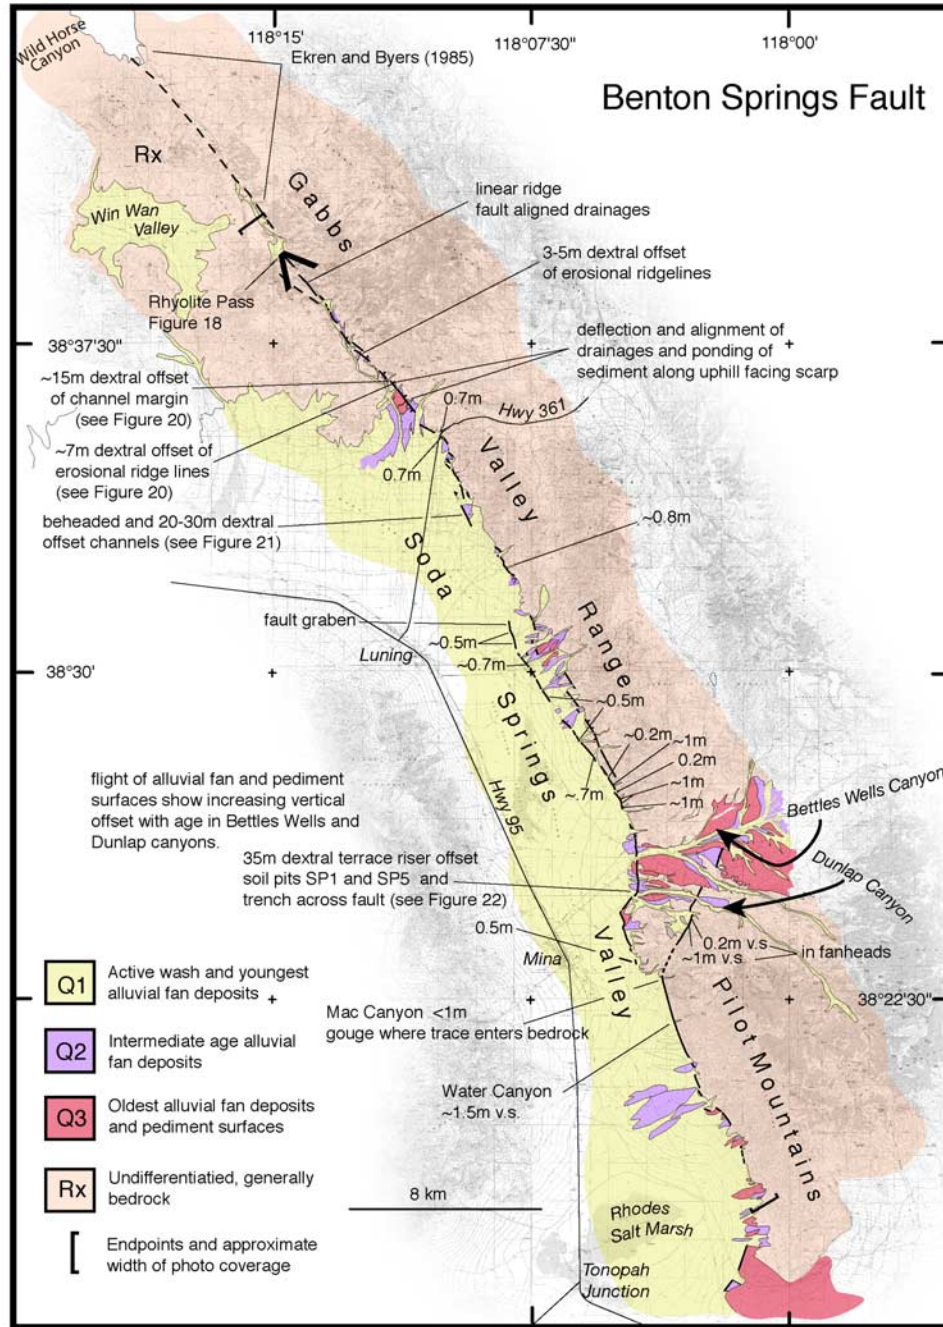 118°15'
118°07'30"
118°00'
Wild Horse
Canyon
Ekren and Byers (1985)
Benton Springs Fault
Rx
Gabbs
linear ridge
fault aligned drainages
Win Wan
Valley
3-5m dextral offset
of erosional ridgelines
Rhyolite Pass
Figure 18
deflection and alignment of
drainages and ponding of
sediment along uphill facing scarp
38°37'30"
~15m dextral offset
of channel margin
(see Figure 20)
0.7m
Hwy 361
~7m dextral offset of
erosional ridge lines
(see Figure 20)
0.7m
Valley
beheaded and 20-30m dextral
offset channels (see Figure 21)
~0.8m
Soda
fault graben
Range
~0.5m
Luning
~0.7m
38°30'
Springs
~0.5m
~0.2m
~1m
0.2m
~1m
~1m
~.7m
flight of alluvial fan and pediment
surfaces show increasing vertical
offset with age in Bettles Wells and
Dunlap canyons.
Hwy 95
Bettles Wells Canyon
35m dextral terrace riser offset
soil pits SP1 and SP5 and
trench across fault (see Figure 22)
Dunlap Canyon
0.5m
Valley
0.2m v.s.
~1m v.s.
in fanheads
Mina
Q1
Active wash and youngest
alluvial fan deposits
Pilot Mountains
38°22'30"
Mac Canyon <1m
gouge where trace enters bedrock
Q2
Intermediate age alluvial
fan deposits
Water Canyon
~1.5m v.s.
Q3
Oldest alluvial fan deposits
and pediment surfaces
Rx
Undifferentiatied, generally
bedrock
8 km
Rhodes
Salt Marsh
[
Endpoints and approximate
width of photo coverage
Tonopah
Junction